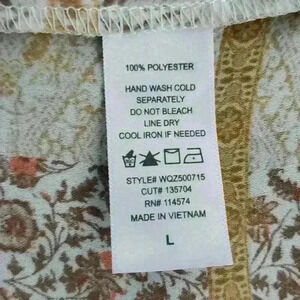 100% POLYESTER
HAND WASH COLD
SEPARATELY
DO NOT BLEACH
LINE DRY
COOL IRON IF NEEDED
STYLE# WQZ500715
CUT# 135704
RN# 114574
MADE IN VIETNAM
L